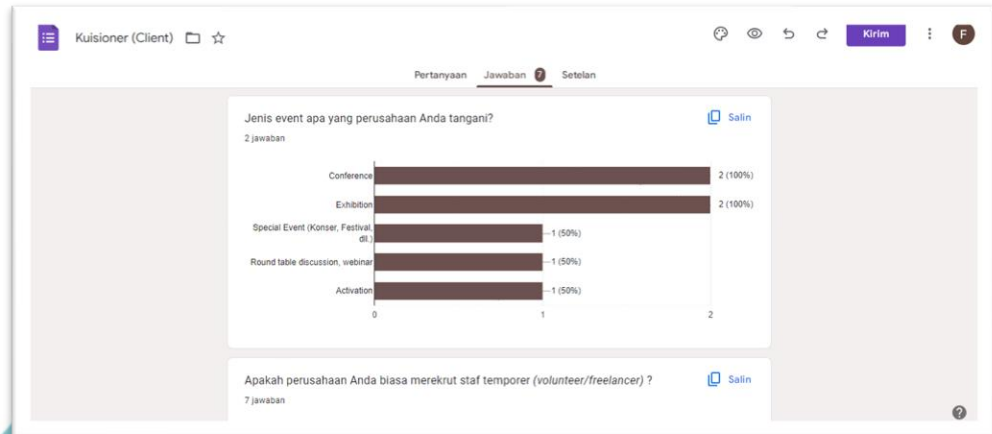 Kuisioner (Client)
Kirim
F
Pertanyaan Jawaban 7 Setelan
Jenis event apa yang perusahaan Anda tangani?
Salin
2 jawaban
Conference
2 (100%)
Exhibition
2 (100%)
Special Event (Konser, Festival,
dll.)
1 (50%)
Round table discussion, webinar
1 (50%)
Activation
1 (50%)
0 1 2
Apakah perusahaan Anda biasa merekrut staf temporer (volunteer/freelancer) ?
Salin
7 jawaban